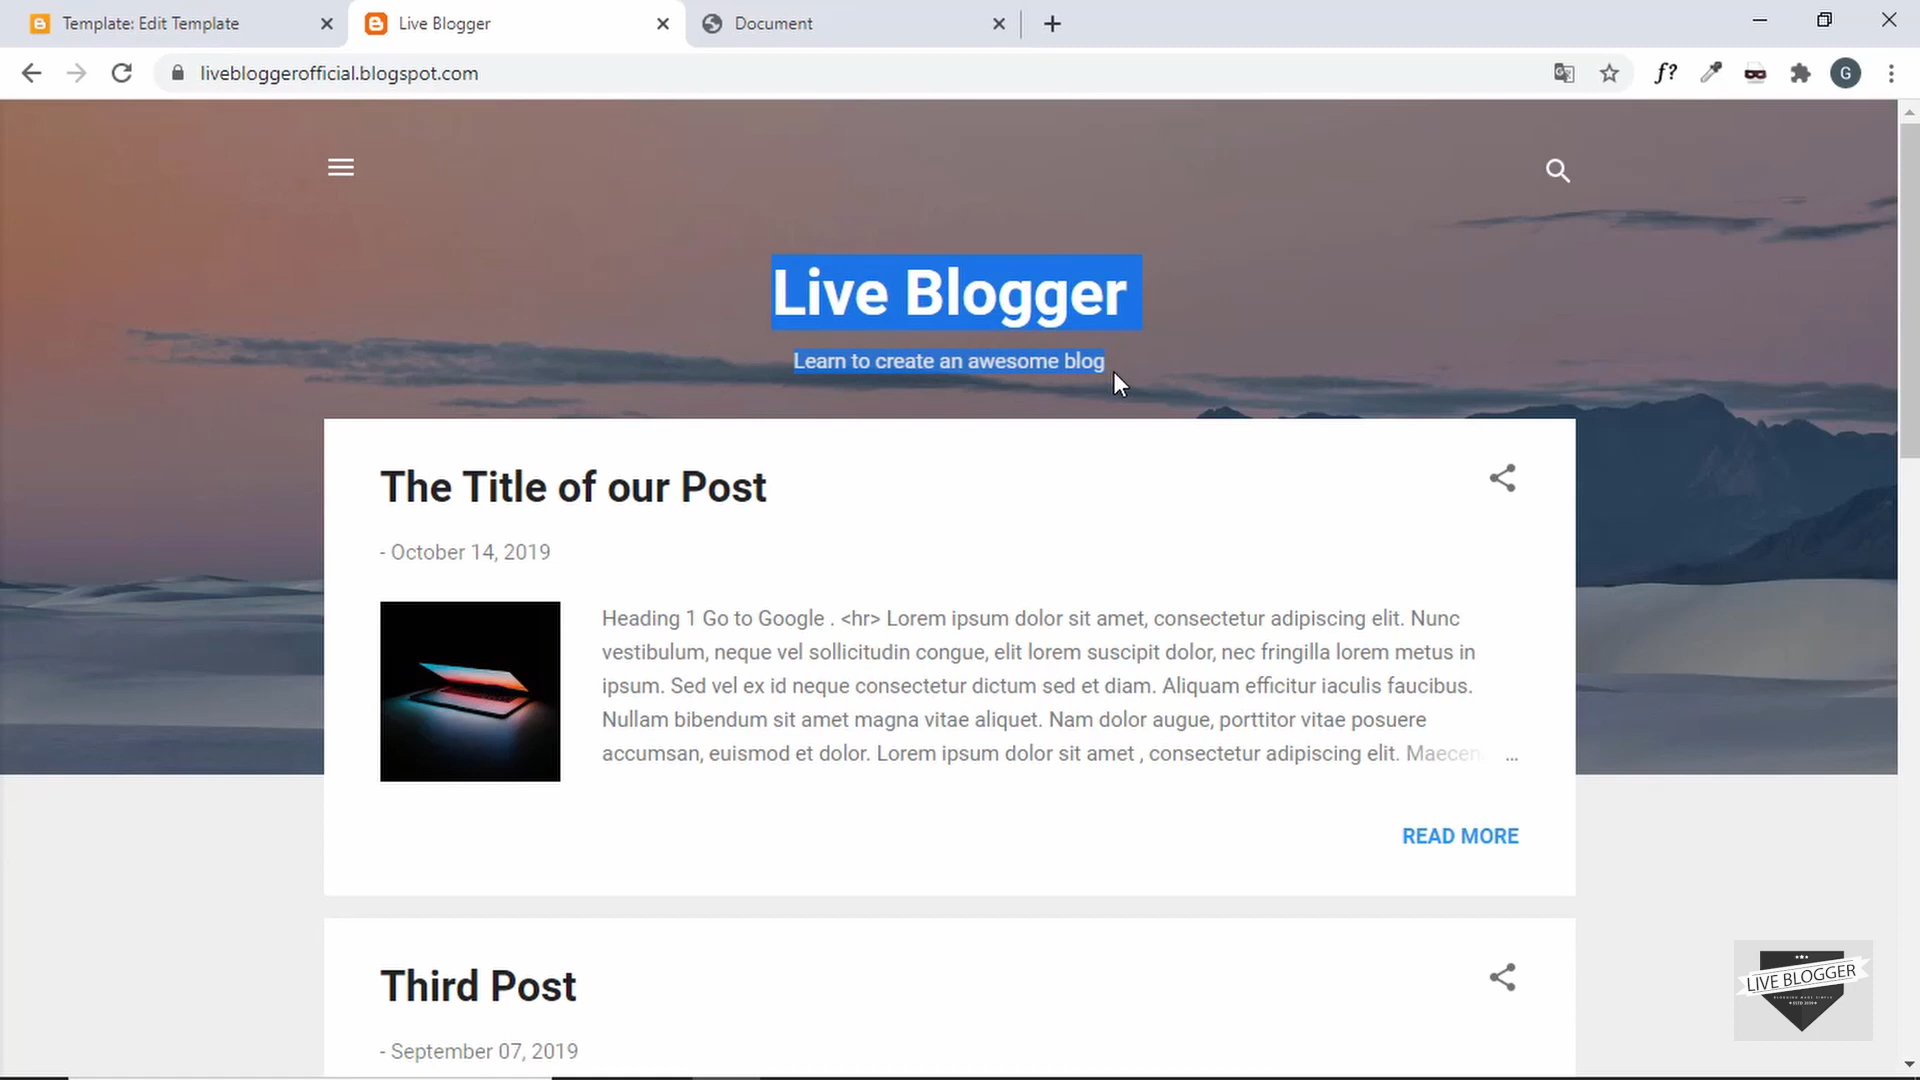 Template: Edit Template
Live Blogger
Document
livebloggerofficial.blogspot.com
f?
G
Live Blogger
Learn to create an awesome blog
The Title of our Post
- October 14, 2019
Heading 1 Go to Google . <hr> Lorem ipsum dolor sit amet, consectetur adipiscing elit. Nunc
vestibulum, neque vel sollicitudin congue, elit lorem suscipit dolor, nec fringilla lorem metus in
ipsum. Sed vel ex id neque consectetur dictum sed et diam. Aliquam efficitur iaculis faucibus.
Nullam bibendum sit amet magna vitae aliquet. Nam dolor augue, porttitor vitae posuere
accumsan, euismod et dolor. Lorem ipsum dolor sit amet , consectetur adipiscing elit. Maecen ...
READ MORE
Third Post
- September 07, 2019
LIVE BLOGGER